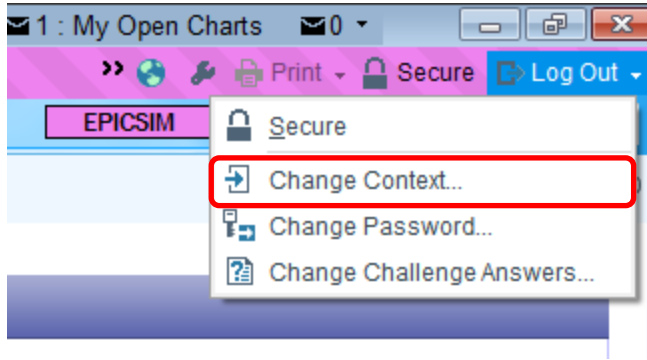 1 : My Open Charts 0
Print Secure Log Out
EPICSIM
Secure
Change Context...
Change Password...
Change Challenge Answers...